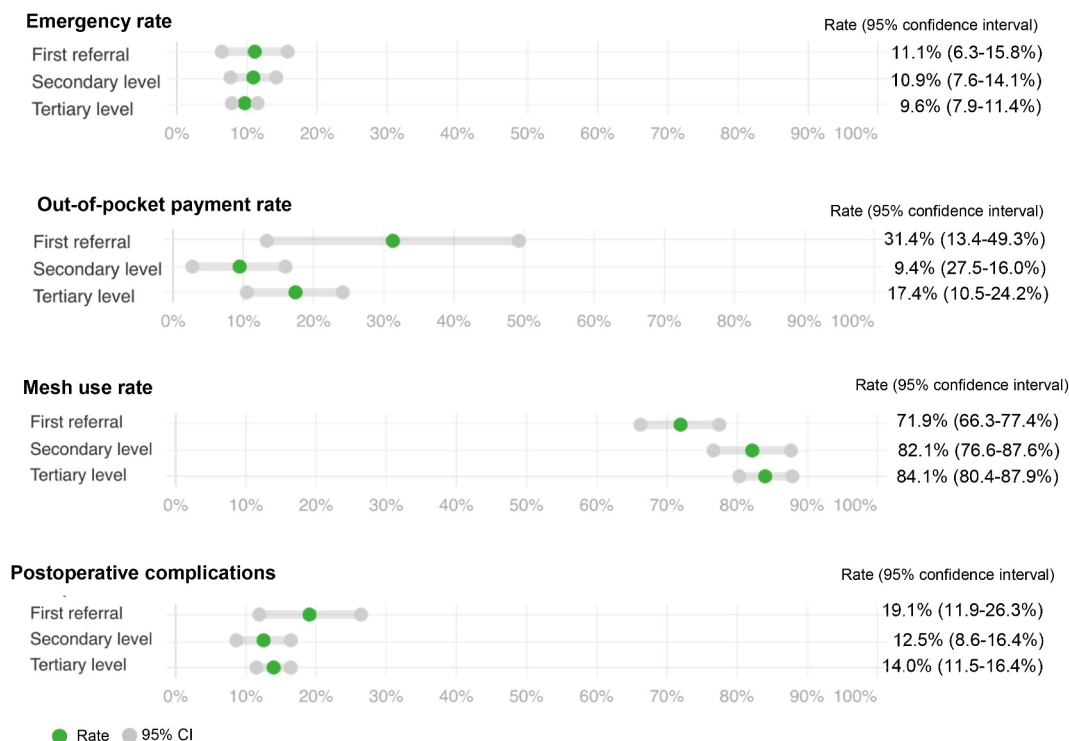 Emergency rate
Rate (95% confidence interval)
First referral 11.1% (6.3-15.8%)
Secondary level 10.9% (7.6-14.1%)
Tertiary level 9.6% (7.9-11.4%)
0% 10% 20% 30% 40% 50% 60% 70% 80% 90% 100%
Out-of-pocket payment rate
Rate (95% confidence interval)
First referral 31.4% (13.4-49.3%)
Secondary level 9.4% (27.5-16.0%)
Tertiary level 17.4% (10.5-24.2%)
0% 10% 20% 30% 40% 50% 60% 70% 80% 90% 100%
Mesh use rate
Rate (95% confidence interval)
First referral 71.9% (66.3-77.4%)
Secondary level 82.1% (76.6-87.6%)
Tertiary level 84.1% (80.4-87.9%)
0% 10% 20% 30% 40% 50% 60% 70% 80% 90% 100%
Postoperative complications
Rate (95% confidence interval)
First referral 19.1% (11.9-26.3%)
Secondary level 12.5% (8.6-16.4%)
Tertiary level 14.0% (11.5-16.4%)
0% 10% 20% 30% 40% 50% 60% 70% 80% 90% 100%
Rate 95% CI